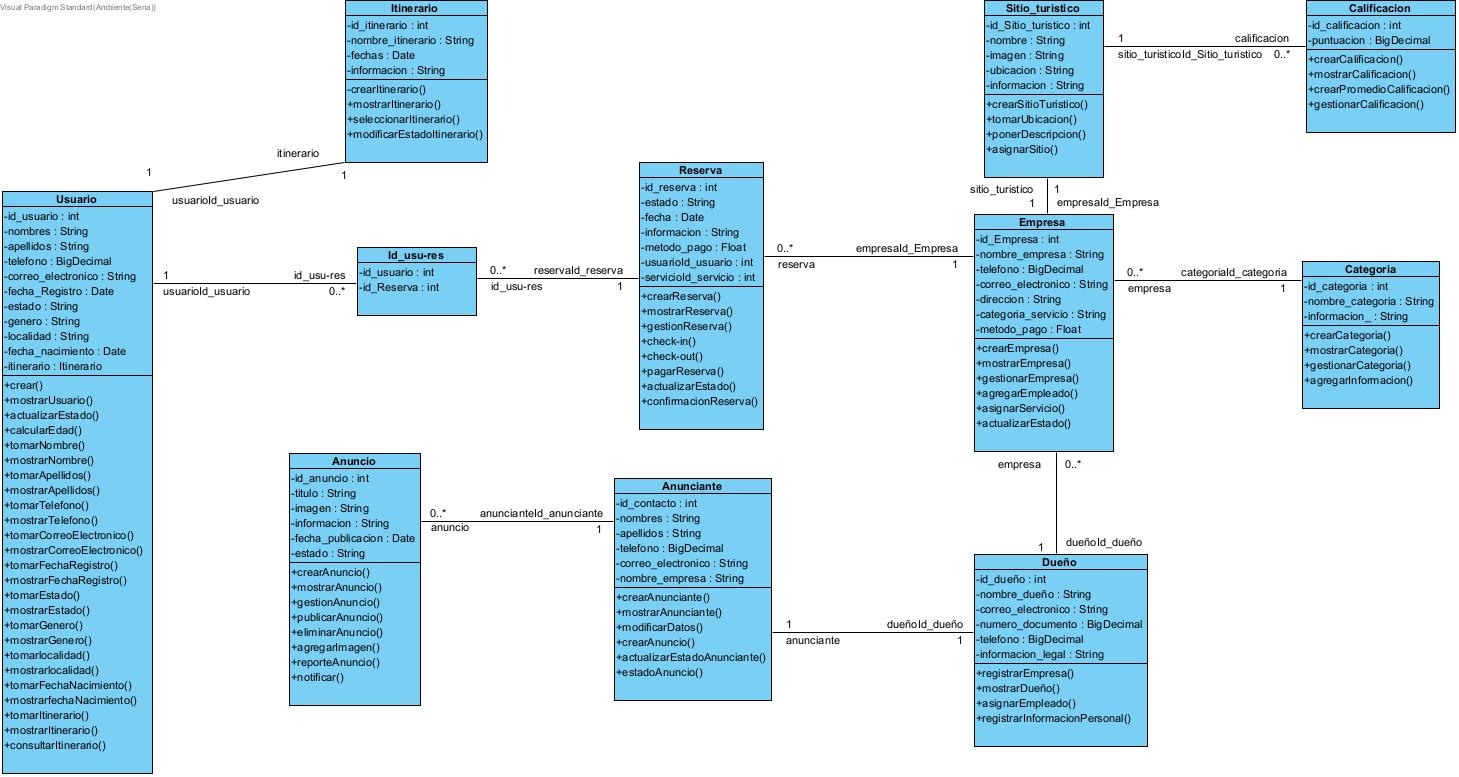 Visual Paradigm Standard(Ambiente(Sena))
Itinerario
-id_itinerario : int
-nombre_itinerario : String
-fechas : Date
-informacion : String
-crearItinerario()
+mostrarItinerario()
+seleccionarItinerario()
+modificarEstadoItinerario()
itinerario
1
1
usuarioId_usuario
Usuario
-id_usuario : int
-nombres : String
-apellidos : String
-telefono : BigDecimal
-correo_electronico : String
-fecha_Registro : Date
-estado : String
-genero : String
-localidad : String
-fecha_nacimiento : Date
-itinerario : Itinerario
+crear()
+mostrarUsuario()
+actualizarEstado()
+calcularEdad()
+tomarNombre()
+mostrarNombre()
+tomarApellidos()
+mostrarApellidos()
+tomarTelefono()
+mostrarTelefono()
+tomarCorreoElectronico()
+mostrarCorreoElectronico()
+tomarFechaRegistro()
+mostrarFechaRegistro()
+tomarEstado()
+mostrarEstado()
+tomarGenero()
+mostrarGenero()
+tomarlocalidad()
+mostrarlocalidad()
+tomarFechaNacimiento()
+mostrarfechaNacimiento()
+tomarItinerario()
+mostrarItinerario()
+consultarItinerario()
1
id_usu-res
usuarioId_usuario
0..*
Id_usu-res
-id_usuario : int
-id_Reserva : int
0..*
reservaId_reserva
id_usu-res
1
Reserva
-id_reserva : int
-estado : String
-fecha : Date
-informacion : String
-metodo_pago : Float
-usuarioId_usuario : int
-servicioId_servicio : int
+crearReserva()
+mostrarReserva()
+gestionReserva()
+check-in()
+check-out()
+pagarReserva()
+actualizarEstado()
+confirmacionReserva()
0..*
empresaId_Empresa
reserva
1
Sitio_turistico
-id_Sitio_turistico : int
-nombre : String
-imagen : String
-ubicacion : String
-informacion : String
+crearSitioTuristico()
+tomarUbicacion()
+ponerDescripcion()
+asignarSitio()
1
calificacion
sitio_turisticoId_Sitio_turistico
0..*
Calificacion
-id_calificacion : int
-puntuacion : BigDecimal
+crearCalificacion()
+mostrarCalificacion()
+crearPromedioCalificacion()
+gestionarCalificacion()
sitio_turistico
1
1
empresaId_Empresa
Empresa
-id_Empresa : int
-nombre_empresa : String
-telefono : BigDecimal
-correo_electronico : String
-direccion : String
-categoria_servicio : String
-metodo_pago : Float
+crearEmpresa()
+mostrarEmpresa()
+gestionarEmpresa()
+agregarEmpleado()
+asignarServicio()
+actualizarEstado()
0..*
categoriaId_categoria
empresa
1
Categoria
-id_categoria : int
-nombre_categoria : String
-informacion_ : String
+crearCategoria()
+mostrarCategoria()
+gestionarCategoria()
+agregarInformacion()
empresa
0..*
1
dueñoId_dueño
Anuncio
-id_anuncio : int
-titulo : String
-imagen : String
-informacion : String
-fecha_publicacion : Date
-estado : String
+crearAnuncio()
+mostrarAnuncio()
+gestionAnuncio()
+publicarAnuncio()
+eliminarAnuncio()
+agregarImagen()
+reporteAnuncio()
+notificar()
0..*
anuncianteId_anunciante
anuncio
1
Anunciante
-id_contacto : int
-nombres : String
-apellidos : String
-telefono : BigDecimal
-correo_electronico : String
-nombre_empresa : String
+crearAnunciante()
+mostrarAnunciante()
+modificarDatos()
+crearAnuncio()
+actualizarEstadoAnunciante()
+estadoAnuncio()
1
dueñoId_dueño
anunciante
1
Dueño
-id_dueño : int
-nombre_dueño : String
-correo_electronico : String
-numero_documento : BigDecimal
-telefono : BigDecimal
-informacion_legal : String
+registrarEmpresa()
+mostrarDueño()
+asignarEmpleado()
+registrarInformacionPersonal()